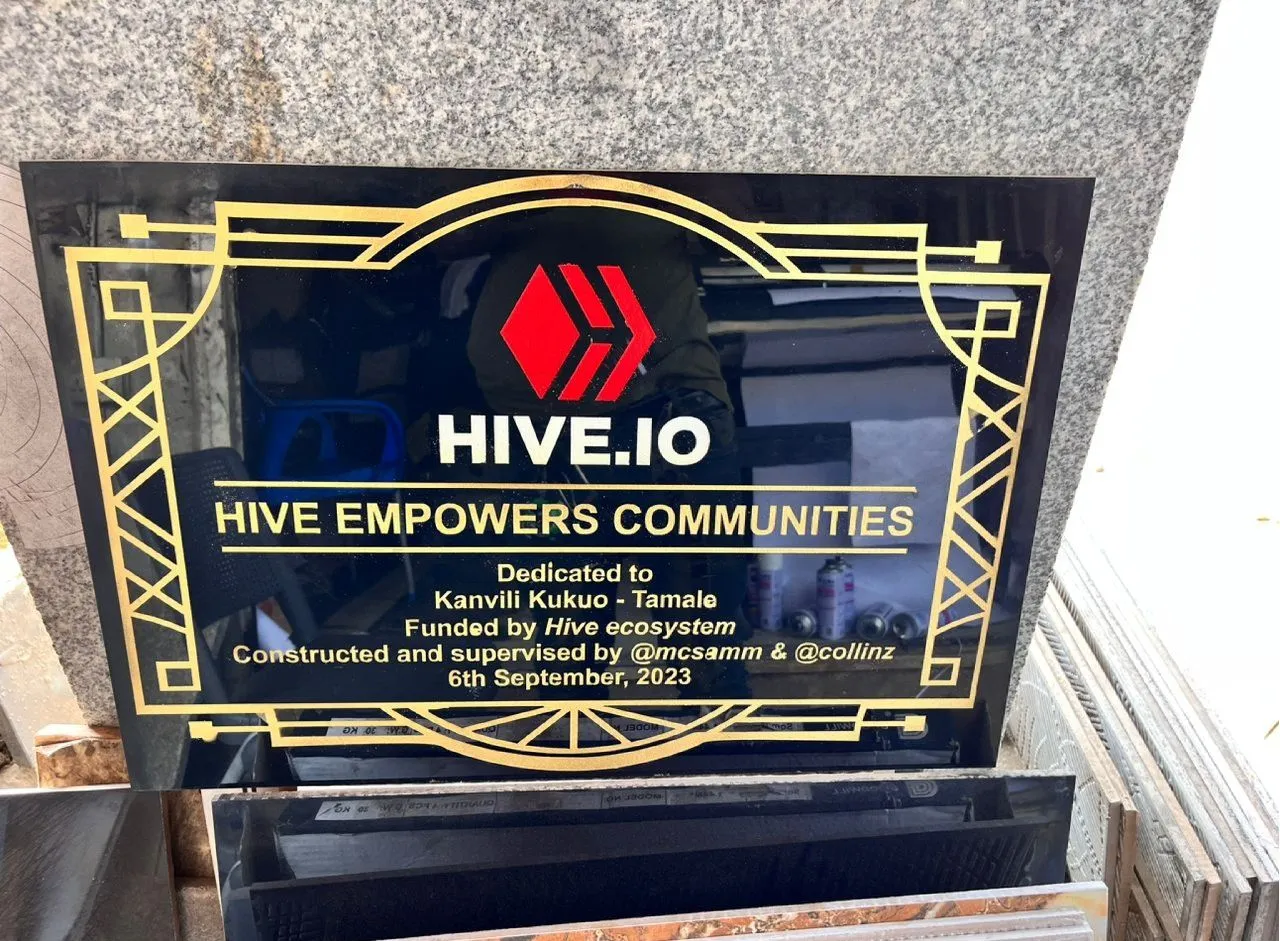 HIVE.IO
HIVE EMPOWERS COMMUNITIES
Dedicated to
Kanvili Kukuo - Tamale
Funded by Hive ecosystem
Constructed and supervised by @mcsamm & @collinz
6th September, 2023